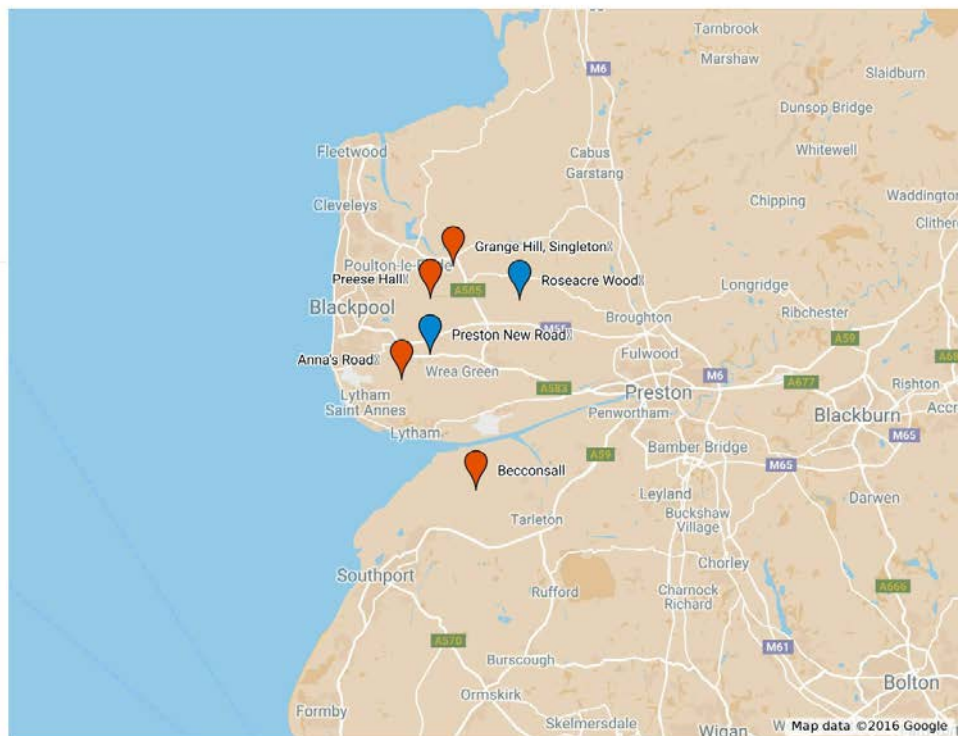 Tarnbrook
Marshaw
M6
Slaidburn
Dunsop Bridge
Fleetwood
Cabus
Whitewell
Garstang
Cleveleys
Chipping
Waddington
Clithero
Grange Hill, Singleton
Poulton-le-Fylde
Preese Hall
Roseacre Wood
A585
Longridge
Blackpool
Ribchester
Broughton
M55
Preston New Road
A59
Fulwood
Anna's Road
Wrea Green
M6
A583
A677
Rishton
Preston
Lytham
Saint Annes
Penwortham
Blackburn
Accr
Lytham
M65
Bamber Bridge
A59
M65
Becconsall
Leyland
Darwen
Buckshaw
Village
Tarleton
Chorley
Southport
A666
Rufford
Charnock
Richard
A570
M61
Burscough
Bolton
Ormskirk
Formby
Skelmersdale
Wigan
W
Map data ©2016 Google